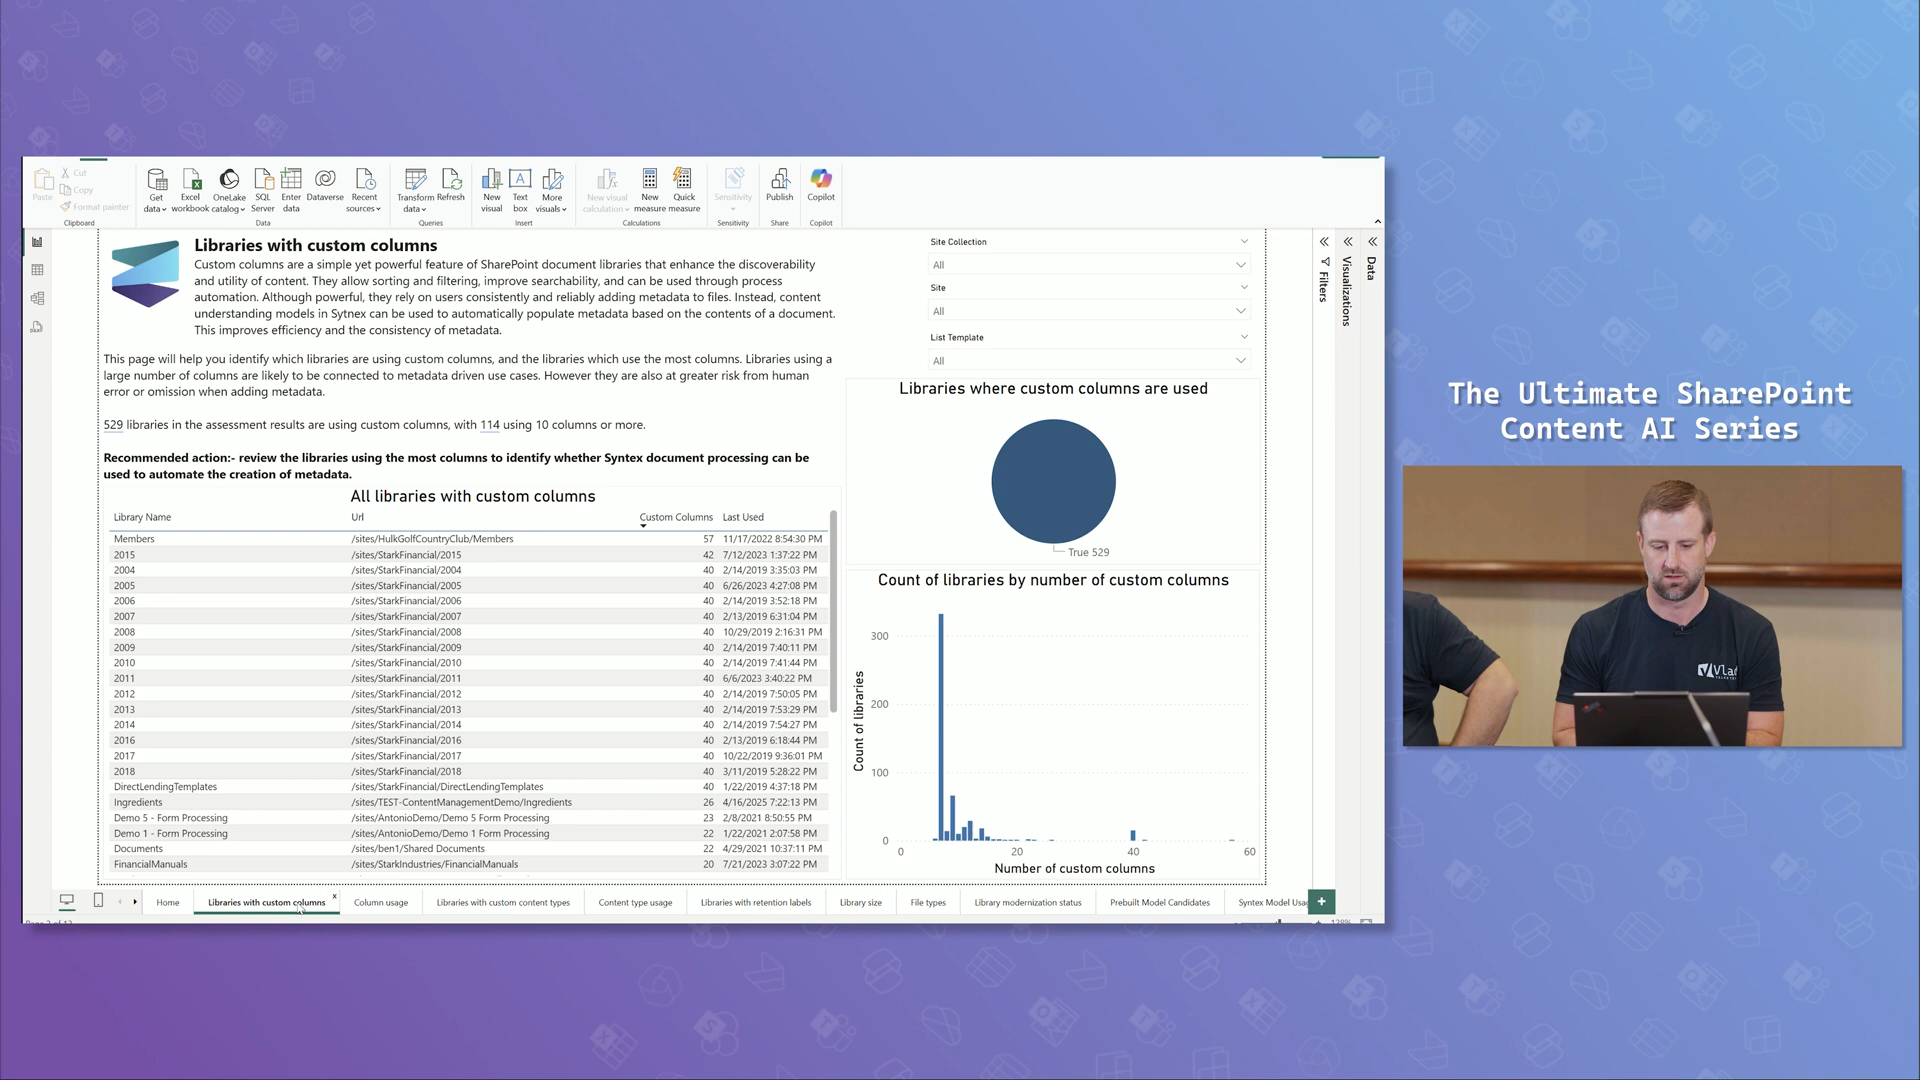 Paste
Cut
Copy
Format painter
Clipboard
Get data
Excel workbook
OneLake catalog
SQL Server
Enter data
Dataverse
Recent sources
Data
Transform data
Refresh
Queries
New visual
Text box
More visuals
Insert
New visual calculation
New measure
Quick measure
Calculations
Sensitivity
Sensitivity
Publish
Share
Copilot
Copilot
Libraries with custom columns
Custom columns are a simple yet powerful feature of SharePoint document libraries that enhance the discoverability
and utility of content. They allow sorting and filtering, improve searchability, and can be used through process
automation. Although powerful, they rely on users consistently and reliably adding metadata to files. Instead, content
understanding models in Sytnex can be used to automatically populate metadata based on the contents of a document.
This improves efficiency and the consistency of metadata.
This page will help you identify which libraries are using custom columns, and the libraries which use the most columns. Libraries using a
large number of columns are likely to be connected to metadata driven use cases. However they are also at greater risk from human
error or omission when adding metadata.
529 libraries in the assessment results are using custom columns, with 114 using 10 columns or more.
Recommended action:- review the libraries using the most columns to identify whether Syntex document processing can be
used to automate the creation of metadata.
All libraries with custom columns
Library Name Url Custom Columns Last Used
Members /sites/HulkGolfCountryClub/Members 57 11/17/2022 8:54:30 PM
2015 /sites/StarkFinancial/2015 42 7/12/2023 1:37:22 PM
2004 /sites/StarkFinancial/2004 40 2/14/2019 3:35:03 PM
2005 /sites/StarkFinancial/2005 40 6/26/2023 4:27:08 PM
2006 /sites/StarkFinancial/2006 40 2/14/2019 3:52:18 PM
2007 /sites/StarkFinancial/2007 40 2/13/2019 6:31:04 PM
2008 /sites/StarkFinancial/2008 40 10/29/2019 2:16:31 PM
2009 /sites/StarkFinancial/2009 40 2/14/2019 7:40:11 PM
2010 /sites/StarkFinancial/2010 40 2/14/2019 7:41:44 PM
2011 /sites/StarkFinancial/2011 40 6/6/2023 3:40:22 PM
2012 /sites/StarkFinancial/2012 40 2/14/2019 7:50:05 PM
2013 /sites/StarkFinancial/2013 40 2/14/2019 7:53:29 PM
2014 /sites/StarkFinancial/2014 40 2/14/2019 7:54:27 PM
2016 /sites/StarkFinancial/2016 40 2/13/2019 6:18:44 PM
2017 /sites/StarkFinancial/2017 40 10/22/2019 9:36:01 PM
2018 /sites/StarkFinancial/2018 40 3/11/2019 5:28:22 PM
DirectLendingTemplates /sites/StarkFinancial/DirectLendingTemplates 40 1/22/2019 4:37:18 PM
Ingredients /sites/TEST-ContentManagementDemo/Ingredients 26 4/16/2025 7:22:13 PM
Demo 5 - Form Processing /sites/AntonioDemo/Demo 5 Form Processing 23 2/8/2021 8:50:55 PM
Demo 1 - Form Processing /sites/AntonioDemo/Demo 1 Form Processing 22 1/22/2021 2:07:58 PM
Documents /sites/ben1/Shared Documents 22 4/29/2021 10:37:11 PM
FinancialManuals /sites/StarkIndustries/FinancialManuals 20 7/21/2023 3:07:22 PM
Site Collection
All
Site
All
List Template
All
Libraries where custom columns are used
True 529
Count of libraries by number of custom columns
Count of libraries
300
200
100
0
0 20 40 60
Number of custom columns
Filters
Visualizations
Data
Home
Libraries with custom columns
x
Column usage
Libraries with custom content types
Content type usage
Libraries with retention labels
Library size
File types
Library modernization status
Prebuilt Model Candidates
Syntex Model Usa
+
The Ultimate SharePoint
Content AI Series
Vlad